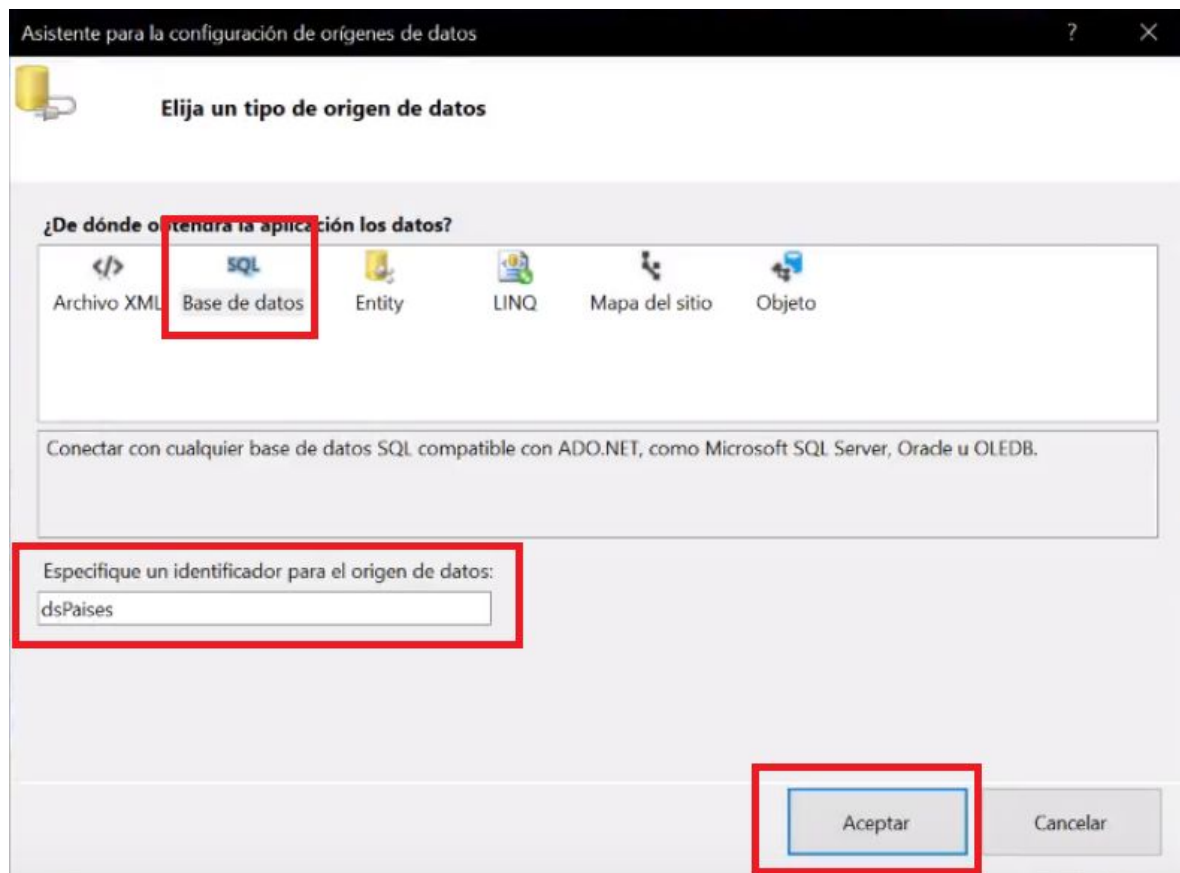 Asistente para la configuración de orígenes de datos ? ×
Elija un tipo de origen de datos
¿De dónde obtendrá la aplicación los datos?
</> SQL
Archivo XML Base de datos Entity LINQ Mapa del sitio Objeto
Conectar con cualquier base de datos SQL compatible con ADO.NET, como Microsoft SQL Server, Oracle u OLEDB.
Especifique un identificador para el origen de datos:
dsPaises
Aceptar Cancelar